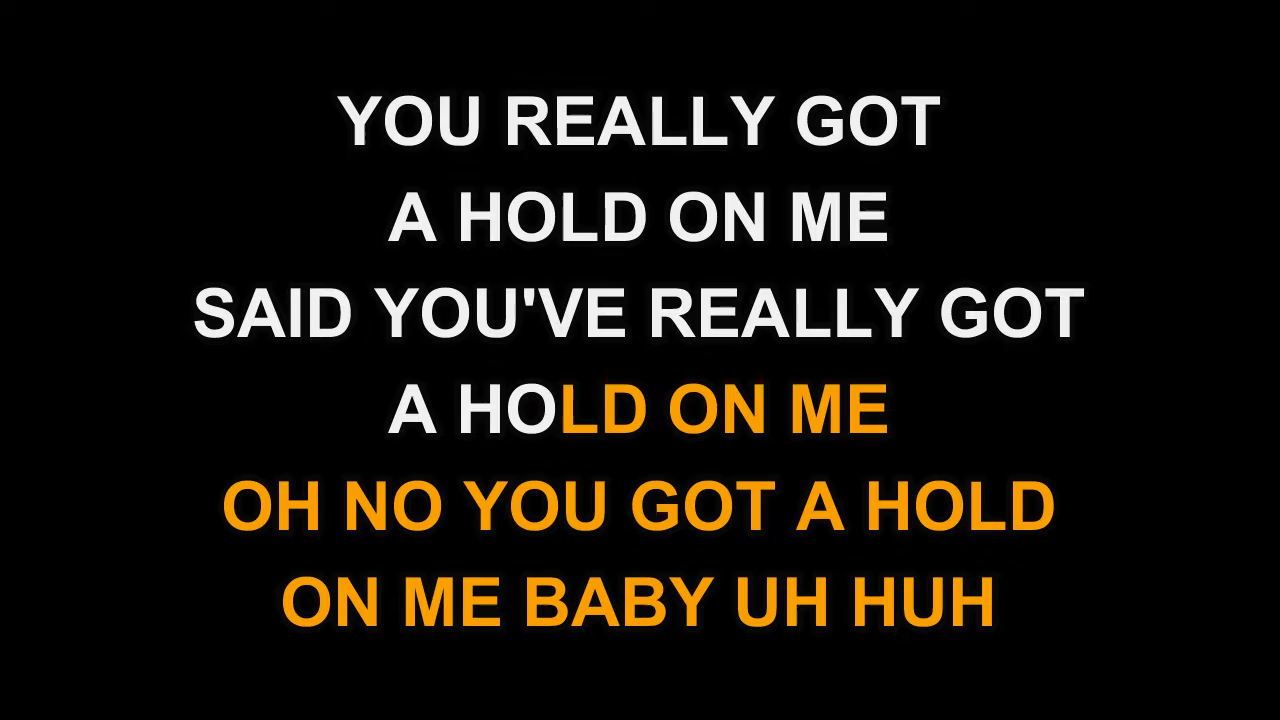 YOU REALLY GOT
A HOLD ON ME
SAID YOU'VE REALLY GOT
A HOLD ON ME
OH NO YOU GOT A HOLD
ON ME BABY UH HUH